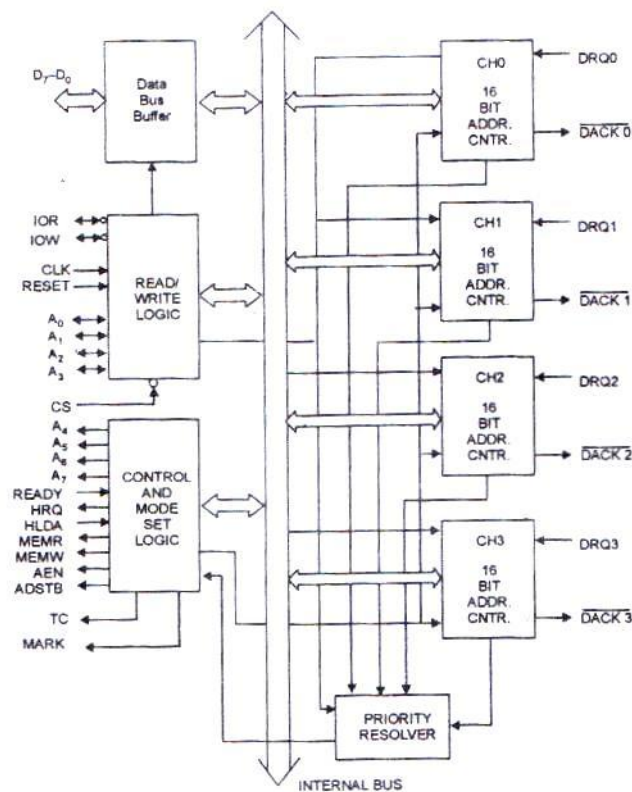 D7–D0
Data
Bus
Buffer
IOR
IOW
CLK
RESET
A0
A1
A2
A3
READ/
WRITE
LOGIC
CS
A4
A5
A6
A7
READY
HRQ
HLDA
MEMR
MEMW
AEN
ADSTB
CONTROL
AND
MODE
SET
LOGIC
TC
MARK
CH0
16
BIT
ADDR.
CNTR.
DRQ0
DACK 0
CH1
16
BIT
ADDR.
CNTR.
DRQ1
DACK 1
CH2
16
BIT
ADDR.
CNTR.
DRQ2
DACK 2
CH3
16
BIT
ADDR.
CNTR.
DRQ3
DACK 3
PRIORITY
RESOLVER
INTERNAL BUS